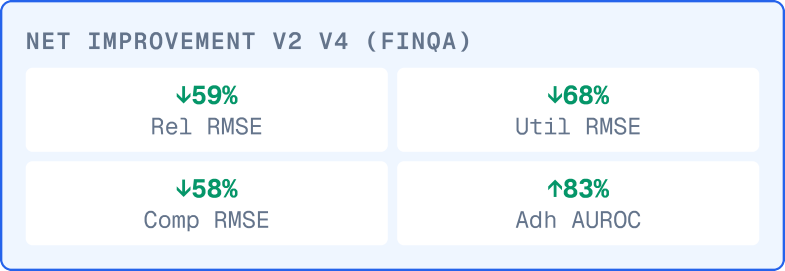 NET IMPROVEMENT V2 V4 (FINQA)
↓59%
Rel RMSE
↓68%
Util RMSE
↓58%
Comp RMSE
↑83%
Adh AUROC